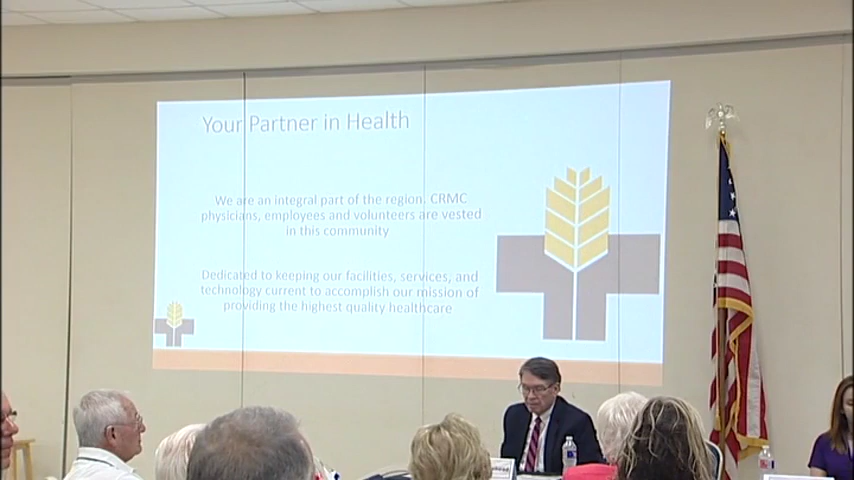 Your Partner in Health
We are an integral part of the region. CRMC
physicians, employees and volunteers are vested
in this community
Dedicated to keeping our facilities, services, and
technology current to accomplish our mission of
providing the highest quality healthcare